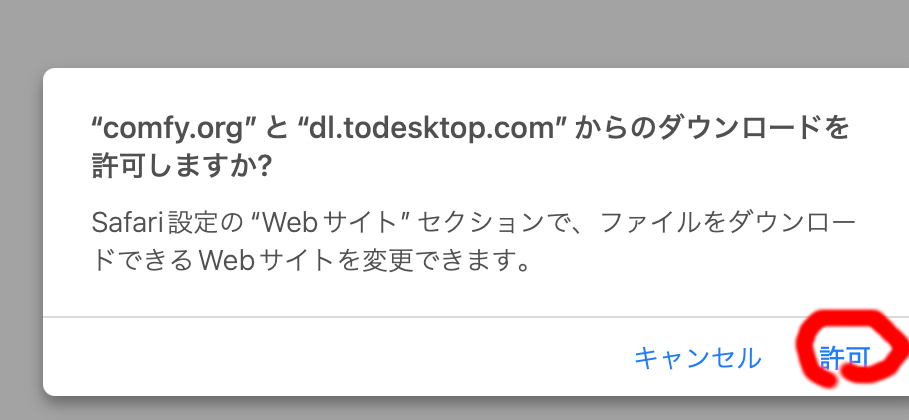 “comfy.org” と “dl.todesktop.com” からのダウンロードを
許可しますか?
Safari設定の “Webサイト” セクションで、ファイルをダウンロー
ドできるWebサイトを変更できます。
キャンセル 許可